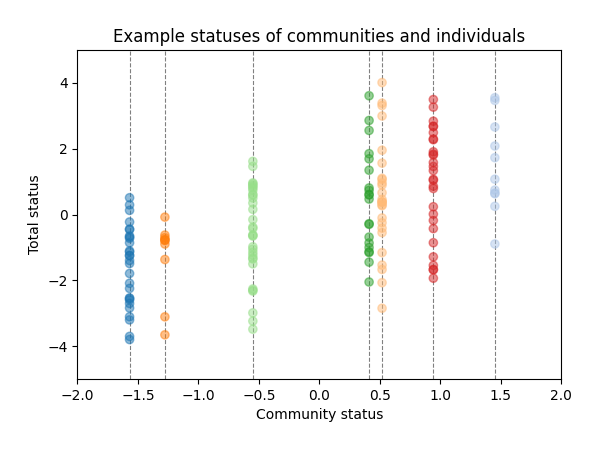 Example statuses of communities and individuals
Total status
4
2
0
−2
−4
−2.0 −1.5 −1.0 −0.5 0.0 0.5 1.0 1.5 2.0
Community status